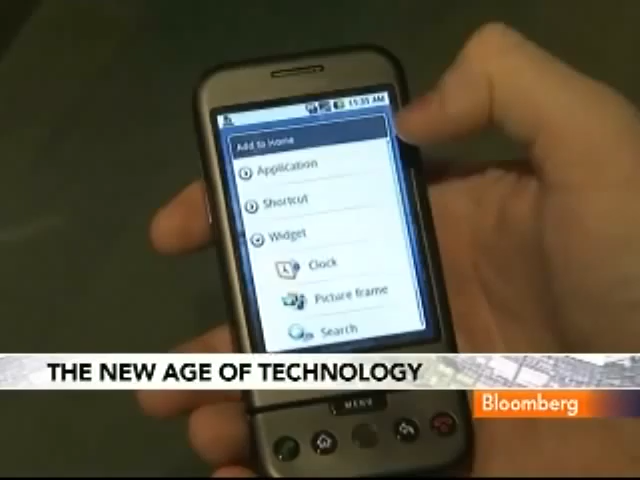 Bloomberg
11:35 AM
Add to Home
Application
Shortcut
Widget
Clock
Picture frame
Search
THE NEW AGE OF TECHNOLOGY
Bloomberg
MENU